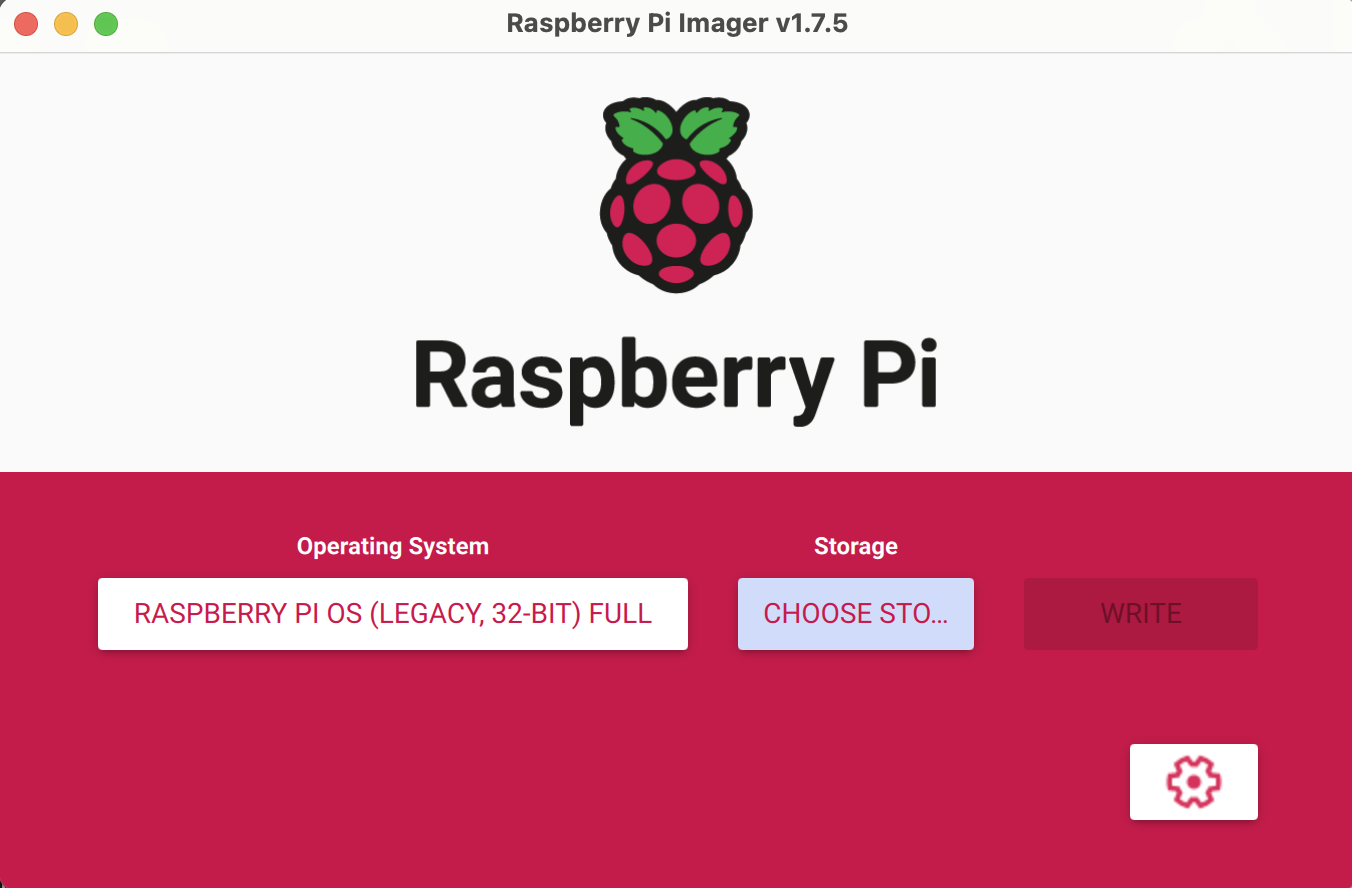 Raspberry Pi Imager v1.7.5
Raspberry Pi
Operating System
Storage
RASPBERRY PI OS (LEGACY, 32-BIT) FULL
CHOOSE STO...
WRITE